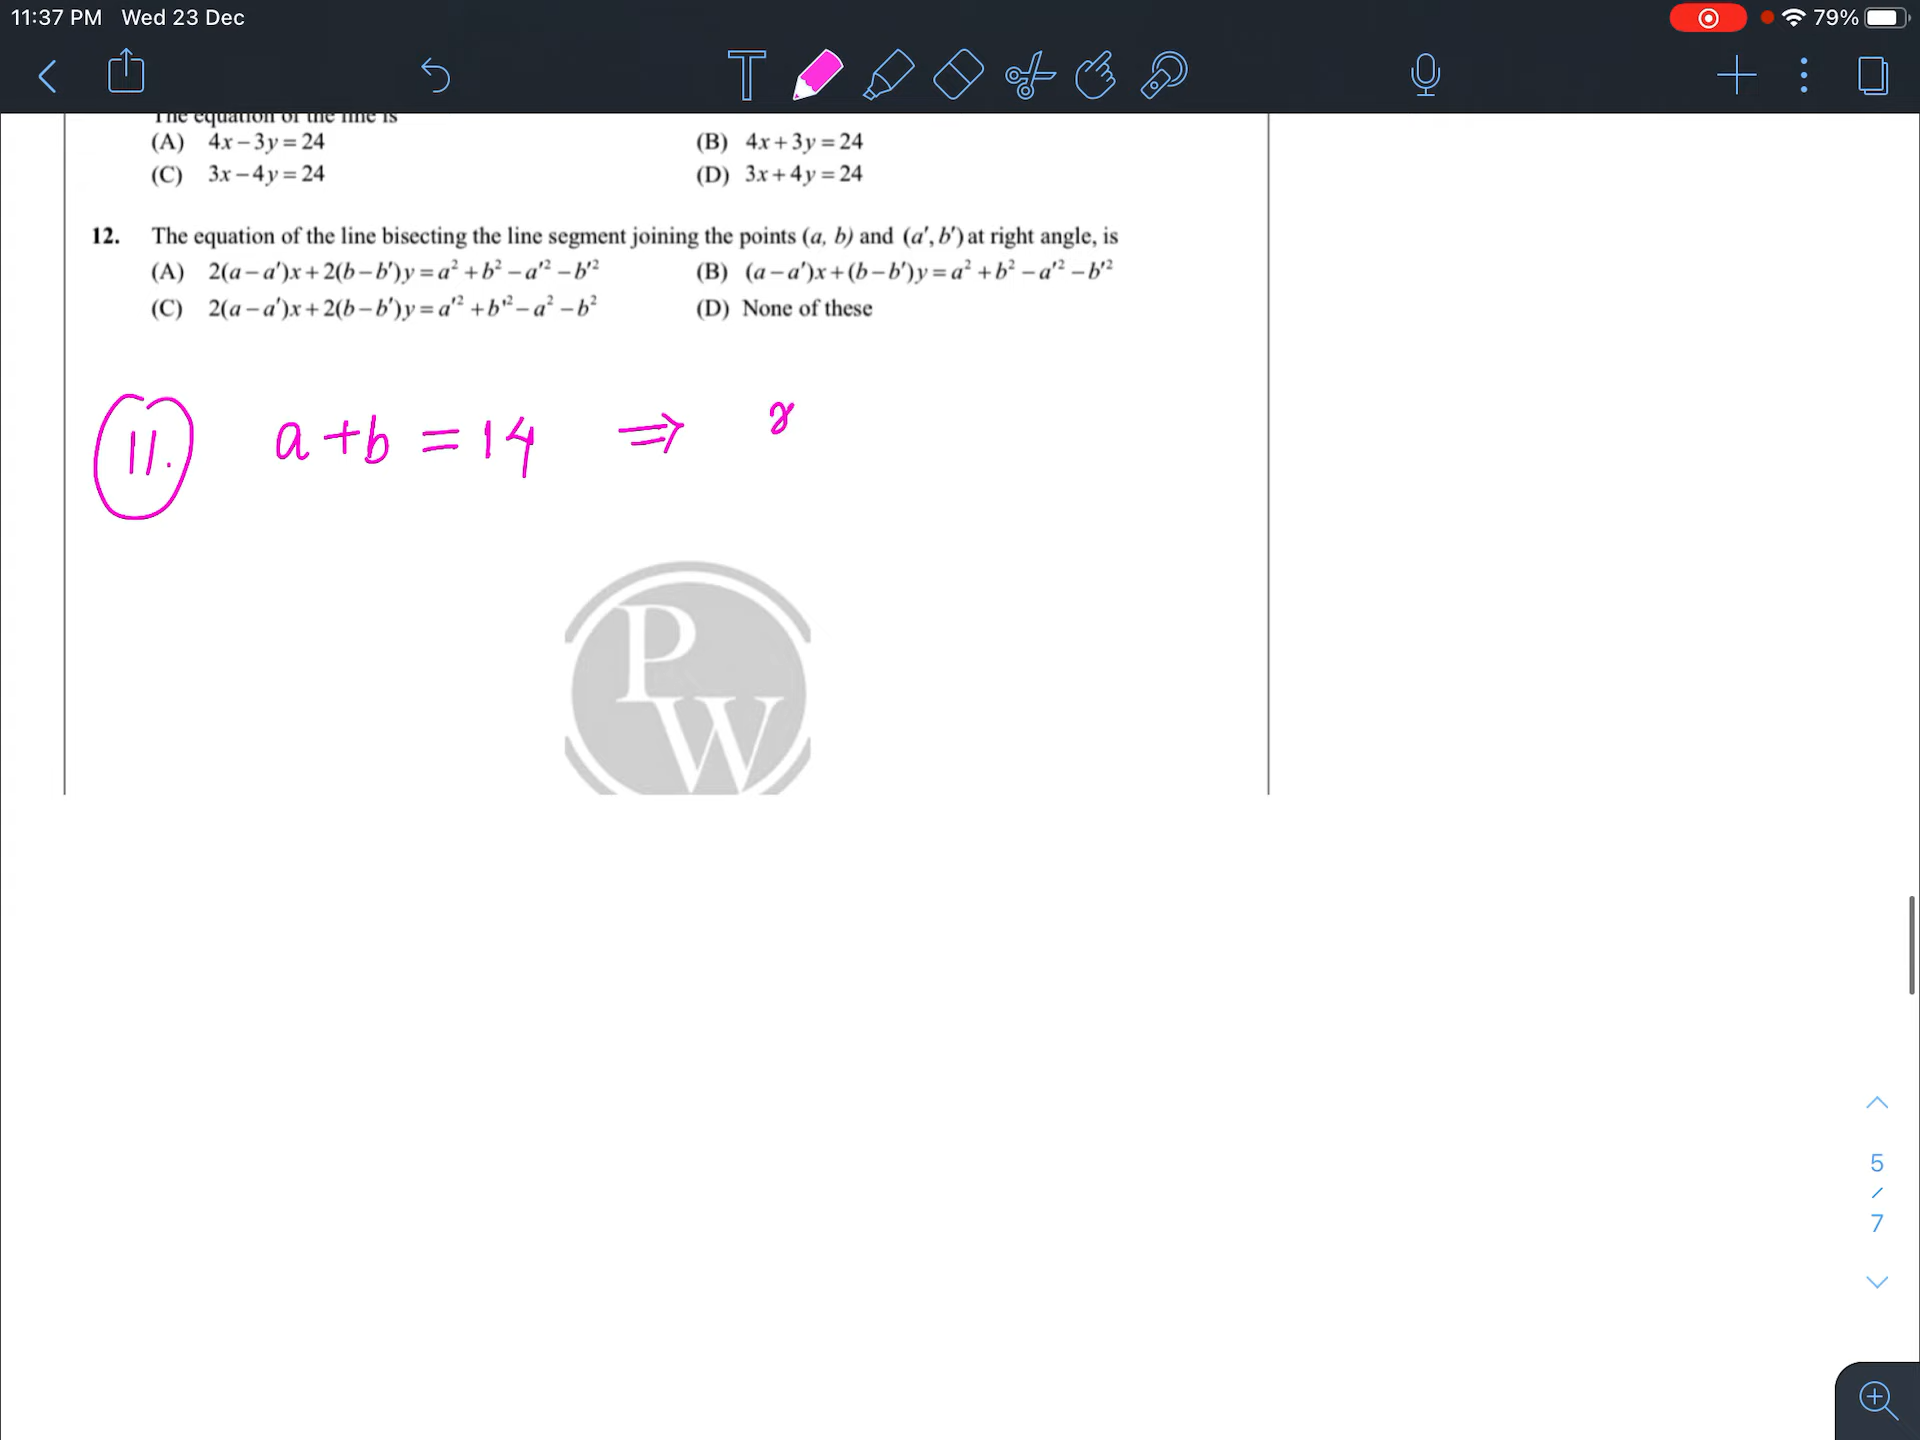 11:37 PM Wed 23 Dec 79%
The equation of the line is
(A) 4x – 3y = 24 (B) 4x + 3y = 24
(C) 3x – 4y = 24 (D) 3x + 4y = 24
12. The equation of the line bisecting the line segment joining the points (a, b) and (a′, b′) at right angle, is
(A) 2(a – a′)x + 2(b – b′)y = a² + b² – a′² – b′² (B) (a – a′)x + (b – b′)y = a² + b² – a′² – b′²
(C) 2(a – a′)x + 2(b – b′)y = a′² + b′² – a² – b² (D) None of these
11. a + b = 14 ⇒ x
PW
5
/
7